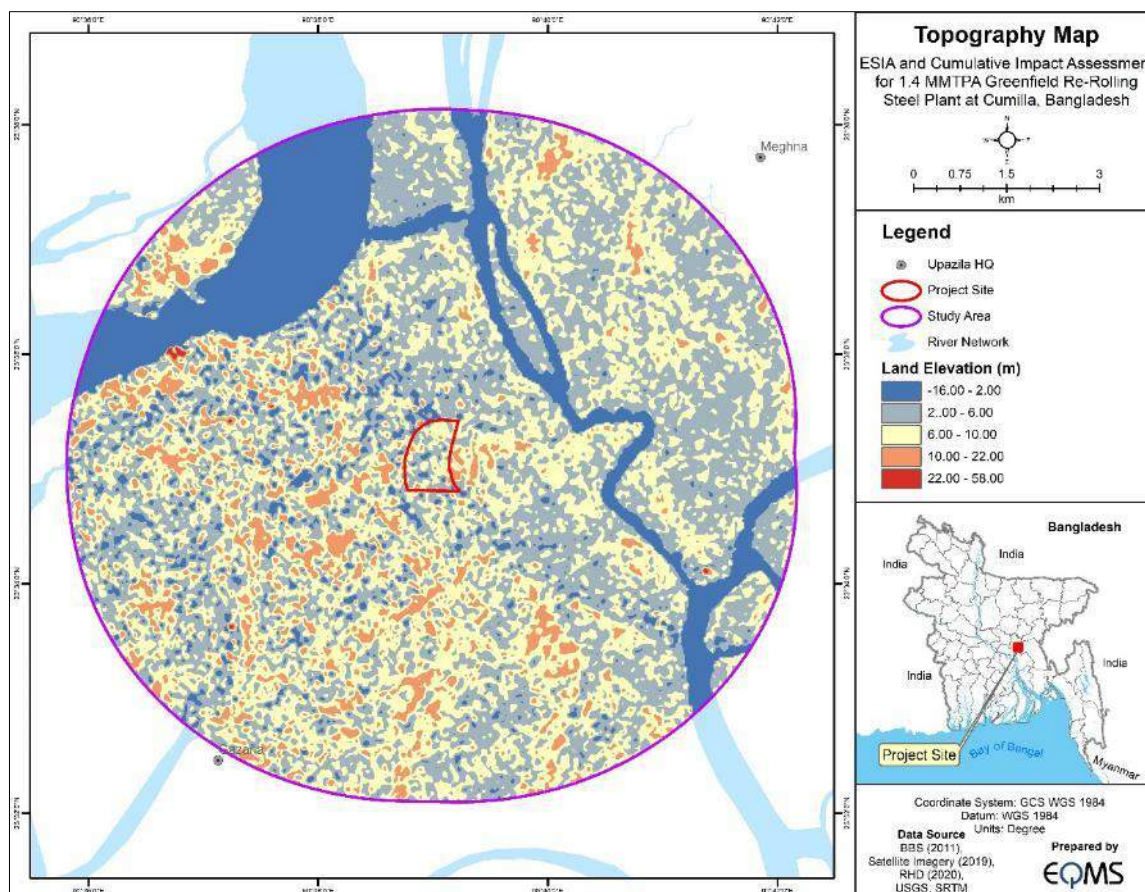 Topography Map
ESIA and Cumulative Impact Assessmen
for 1.4 MMTPA Greenfield Re-Rolling
Steel Plant at Cumilla, Bangladesh
N
0 0.75 1.5 3
km
Legend
Upazila HQ
Project Site
Study Area
River Network
Land Elevation (m)
-16.00 - 2.00
2..00 - 6.00
6.00 - 10.00
10.00 - 22.00
22.00 - 58.00
Meghna
Gazaria
Bangladesh
India
India
India
India
Project Site
Bay of Bengel
Myanmar
Coordinate System: GCS WGS 1984
Datum: WGS 1984
Units: Degree
Data Source
BBS (2011),
Satellite Imagery (2019),
RHD (2020),
USGS, SRTM
Prepared by
EQMS